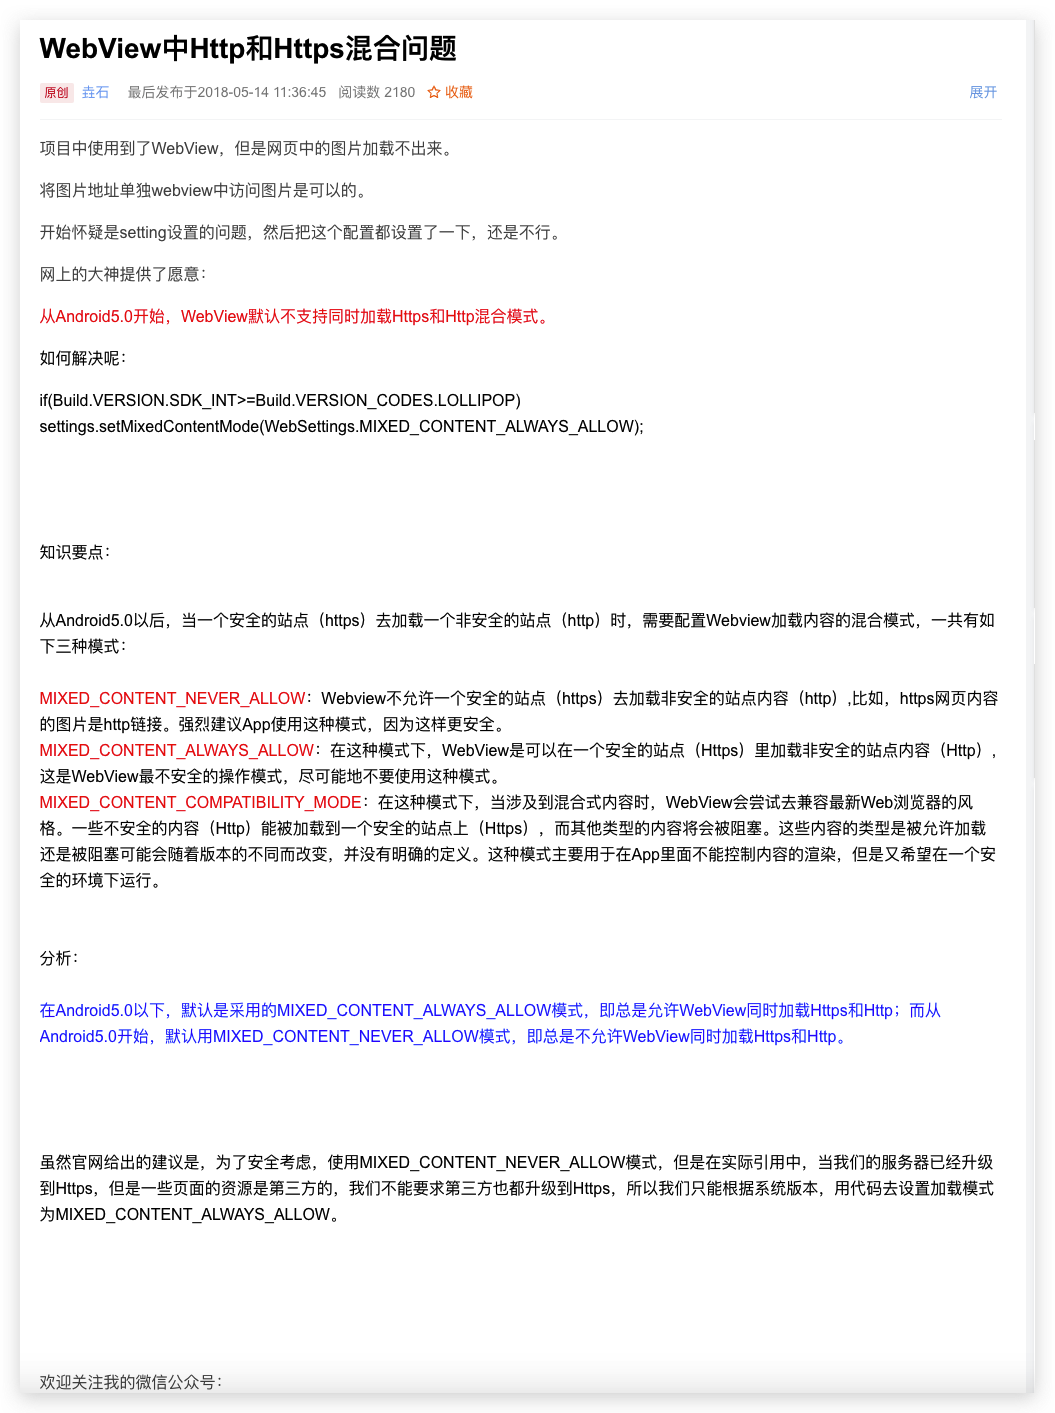 WebView中Http和Https混合问题
原创 垚石 最后发布于2018-05-14 11:36:45 阅读数 2180 收藏 展开
项目中使用到了WebView，但是网页中的图片加载不出来。
将图片地址单独webview中访问图片是可以的。
开始怀疑是setting设置的问题，然后把这个配置都设置了一下，还是不行。
网上的大神提供了愿意：
从Android5.0开始，WebView默认不支持同时加载Https和Http混合模式。
如何解决呢：
if(Build.VERSION.SDK_INT>=Build.VERSION_CODES.LOLLIPOP)
settings.setMixedContentMode(WebSettings.MIXED_CONTENT_ALWAYS_ALLOW);
知识要点：
从Android5.0以后，当一个安全的站点（https）去加载一个非安全的站点（http）时，需要配置Webview加载内容的混合模式，一共有如
下三种模式：
MIXED_CONTENT_NEVER_ALLOW：Webview不允许一个安全的站点（https）去加载非安全的站点内容（http）,比如，https网页内容
的图片是http链接。强烈建议App使用这种模式，因为这样更安全。
MIXED_CONTENT_ALWAYS_ALLOW：在这种模式下，WebView是可以在一个安全的站点（Https）里加载非安全的站点内容（Http）,
这是WebView最不安全的操作模式，尽可能地不要使用这种模式。
MIXED_CONTENT_COMPATIBILITY_MODE：在这种模式下，当涉及到混合式内容时，WebView会尝试去兼容最新Web浏览器的风
格。一些不安全的内容（Http）能被加载到一个安全的站点上（Https），而其他类型的内容将会被阻塞。这些内容的类型是被允许加载
还是被阻塞可能会随着版本的不同而改变，并没有明确的定义。这种模式主要用于在App里面不能控制内容的渲染，但是又希望在一个安
全的环境下运行。
分析：
在Android5.0以下，默认是采用的MIXED_CONTENT_ALWAYS_ALLOW模式，即总是允许WebView同时加载Https和Http；而从
Android5.0开始，默认用MIXED_CONTENT_NEVER_ALLOW模式，即总是不允许WebView同时加载Https和Http。
虽然官网给出的建议是，为了安全考虑，使用MIXED_CONTENT_NEVER_ALLOW模式，但是在实际引用中，当我们的服务器已经升级
到Https，但是一些页面的资源是第三方的，我们不能要求第三方也都升级到Https，所以我们只能根据系统版本，用代码去设置加载模式
为MIXED_CONTENT_ALWAYS_ALLOW。
欢迎关注我的微信公众号：